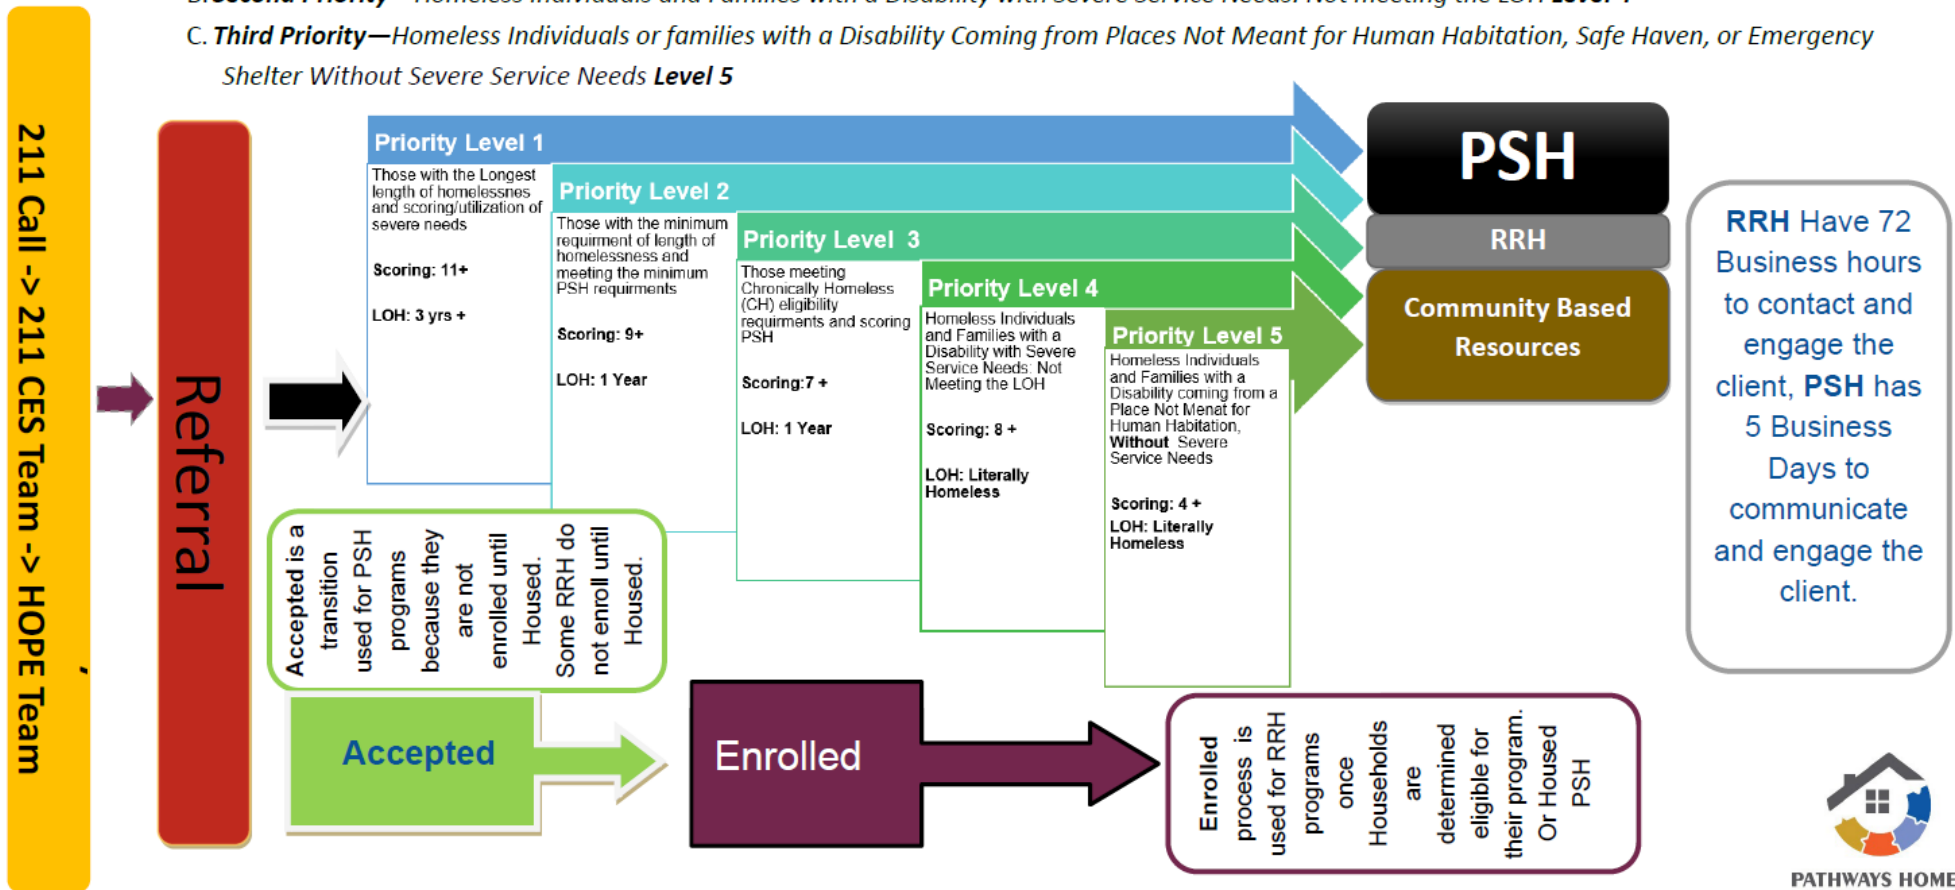 C. Third Priority—Homeless Individuals or families with a Disability Coming from Places Not Meant for Human Habitation, Safe Haven, or Emergency
Shelter Without Severe Service Needs Level 5
211 Call -> 211 CES Team -> HOPE Team
,
Referral
Priority Level 1
Those with the Longest
length of homelessnes
and scoring/utilization of
severe needs
Scoring: 11+
LOH: 3 yrs +
Priority Level 2
Those with the minimum
requirment of length of
homelessness and
meeting the minimum
PSH requirments
Scoring: 9+
LOH: 1 Year
Priority Level 3
Those meeting
Chronically Homeless
(CH) eligibility
requirments and scoring
PSH
Scoring:7 +
LOH: 1 Year
Priority Level 4
Homeless Individuals
and Families with a
Disability with Severe
Service Needs: Not
Meeting the LOH
Scoring: 8 +
LOH: Literally
Homeless
Priority Level 5
Homeless Individuals
and Families with a
Disability coming from a
Place Not Menat for
Human Habitation,
Without Severe
Service Needs
Scoring: 4 +
LOH: Literally
Homeless
PSH
RRH
Community Based
Resources
RRH Have 72
Business hours
to contact and
engage the
client, PSH has
5 Business
Days to
communicate
and engage the
client.
Accepted is a
transition
used for PSH
programs
because they
are not
enrolled until
Housed.
Some RRH do
not enroll until
Housed.
Accepted
Enrolled
Enrolled
process is
used for RRH
programs
once
Households
are
determined
eligible for
their program.
Or Housed
PSH
PATHWAYS HOME